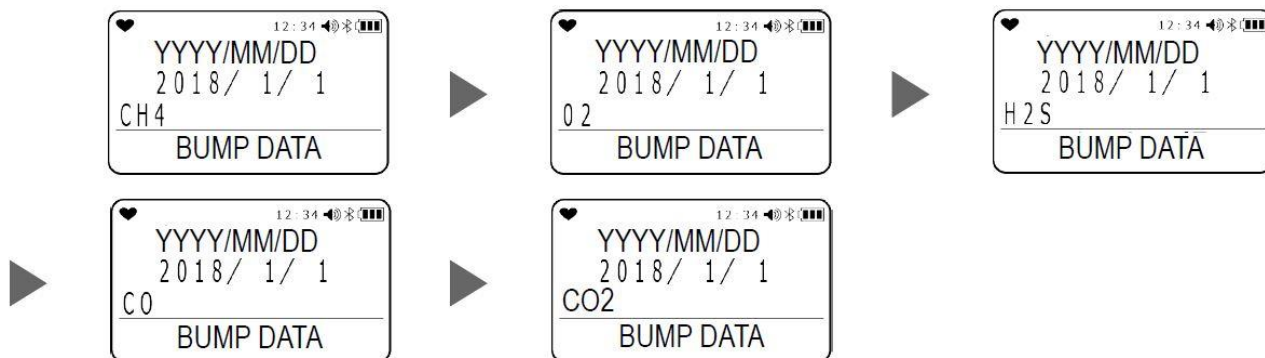 12:34
YYYY/MM/DD
2018/ 1/ 1
CH4
BUMP DATA
12:34
YYYY/MM/DD
2018/ 1/ 1
O2
BUMP DATA
12:34
YYYY/MM/DD
2018/ 1/ 1
H2S
BUMP DATA
12:34
YYYY/MM/DD
2018/ 1/ 1
CO
BUMP DATA
12:34
YYYY/MM/DD
2018/ 1/ 1
CO2
BUMP DATA